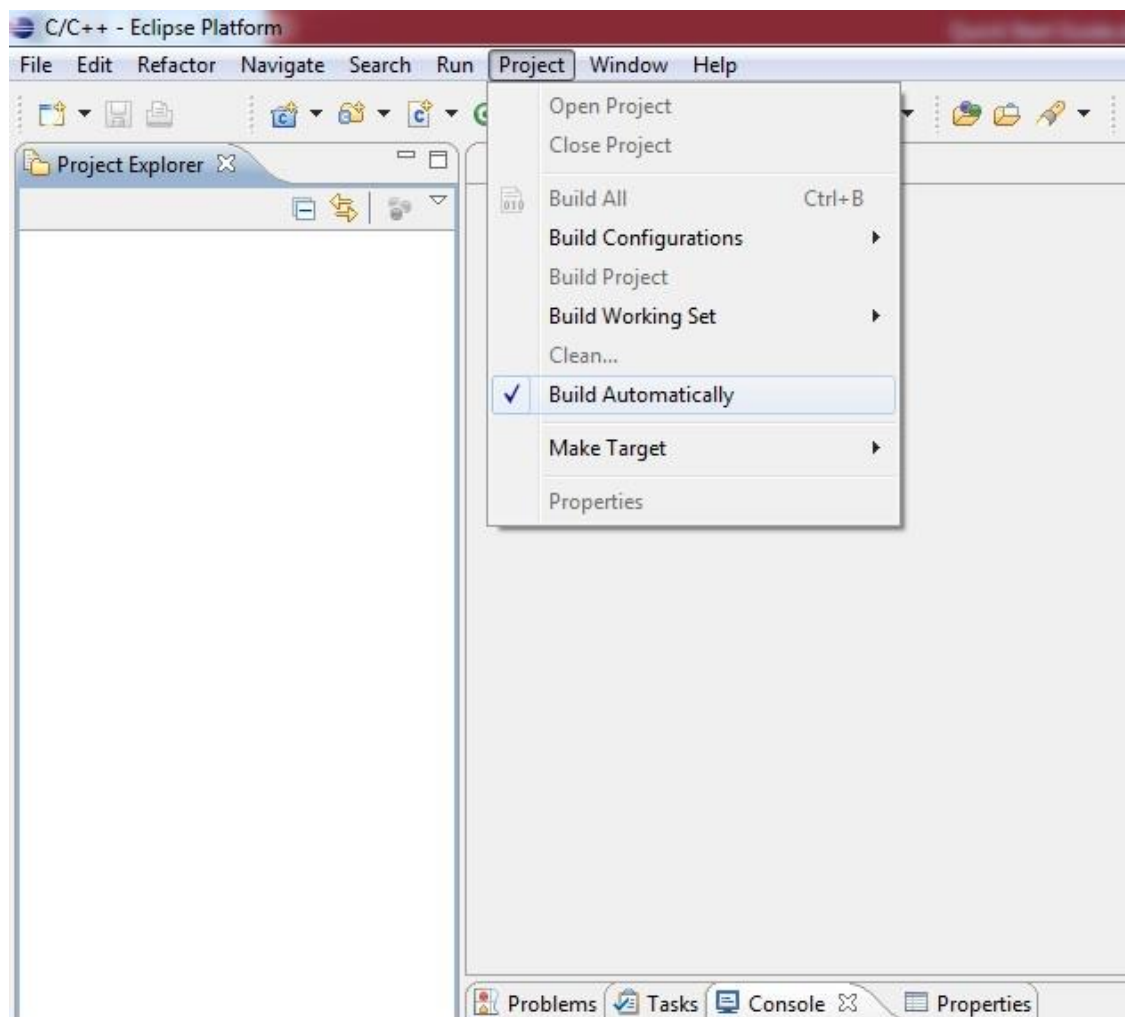 C/C++ - Eclipse Platform
File Edit Refactor Navigate Search Run Project Window Help
Open Project
Close Project
Project Explorer
Build All Ctrl+B
Build Configurations
Build Project
Build Working Set
Clean...
Build Automatically
Make Target
Properties
Problems Tasks Console Properties